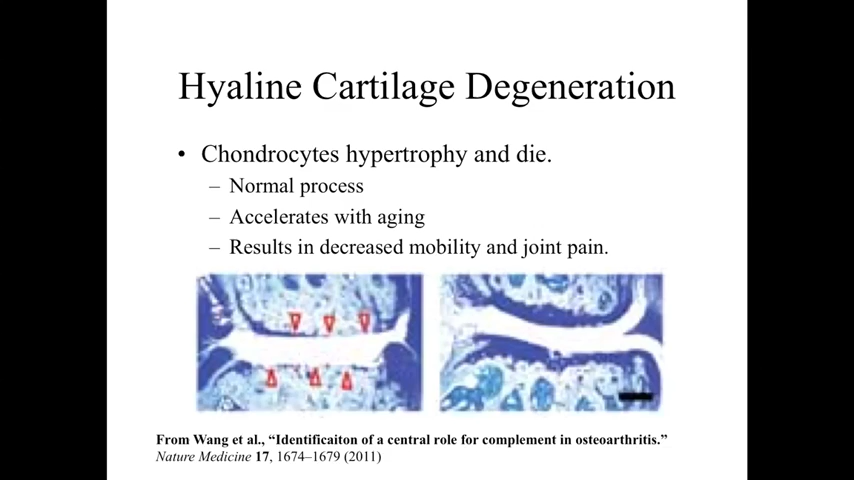 Hyaline Cartilage Degeneration
• Chondrocytes hypertrophy and die.
– Normal process
– Accelerates with aging
– Results in decreased mobility and joint pain.
From Wang et al., “Identificaiton of a central role for complement in osteoarthritis.”
Nature Medicine 17, 1674–1679 (2011)